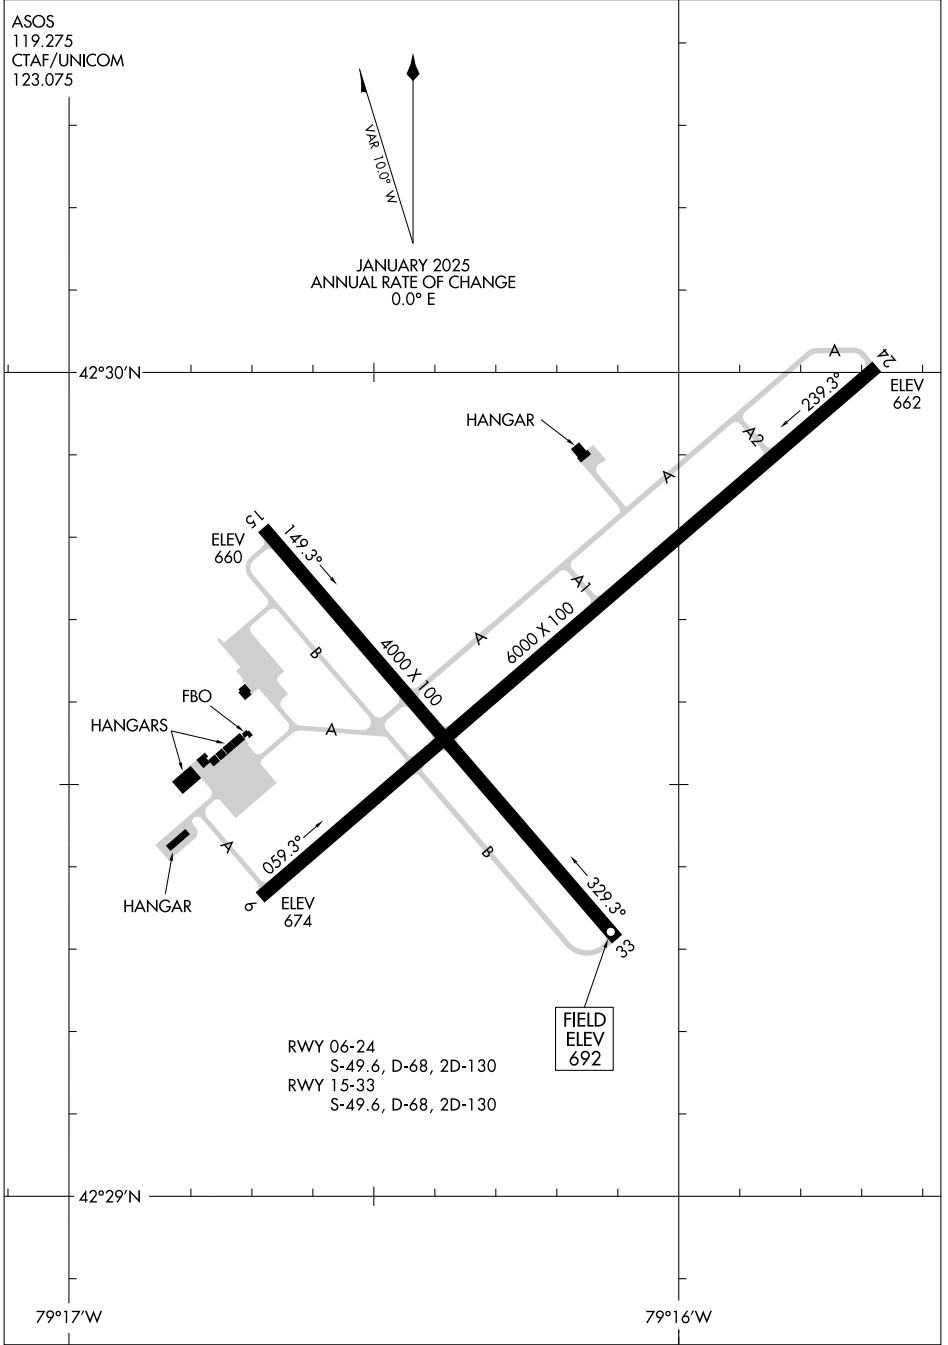 ASOS
119.275
CTAF/UNICOM
123.075
VAR 10.0° W
JANUARY 2025
ANNUAL RATE OF CHANGE
0.0° E
42°30'N
A
24
ELEV
662
239.3°
HANGAR
A2
A
15
ELEV
660
149.3°
A1
A
6000 X 100
4000 X 100
B
FBO
HANGARS
A
A
059.3°
B
HANGAR
6
ELEV
674
329.3°
33
FIELD
ELEV
692
RWY 06-24
S-49.6, D-68, 2D-130
RWY 15-33
S-49.6, D-68, 2D-130
42°29'N
79°17'W
79°16'W